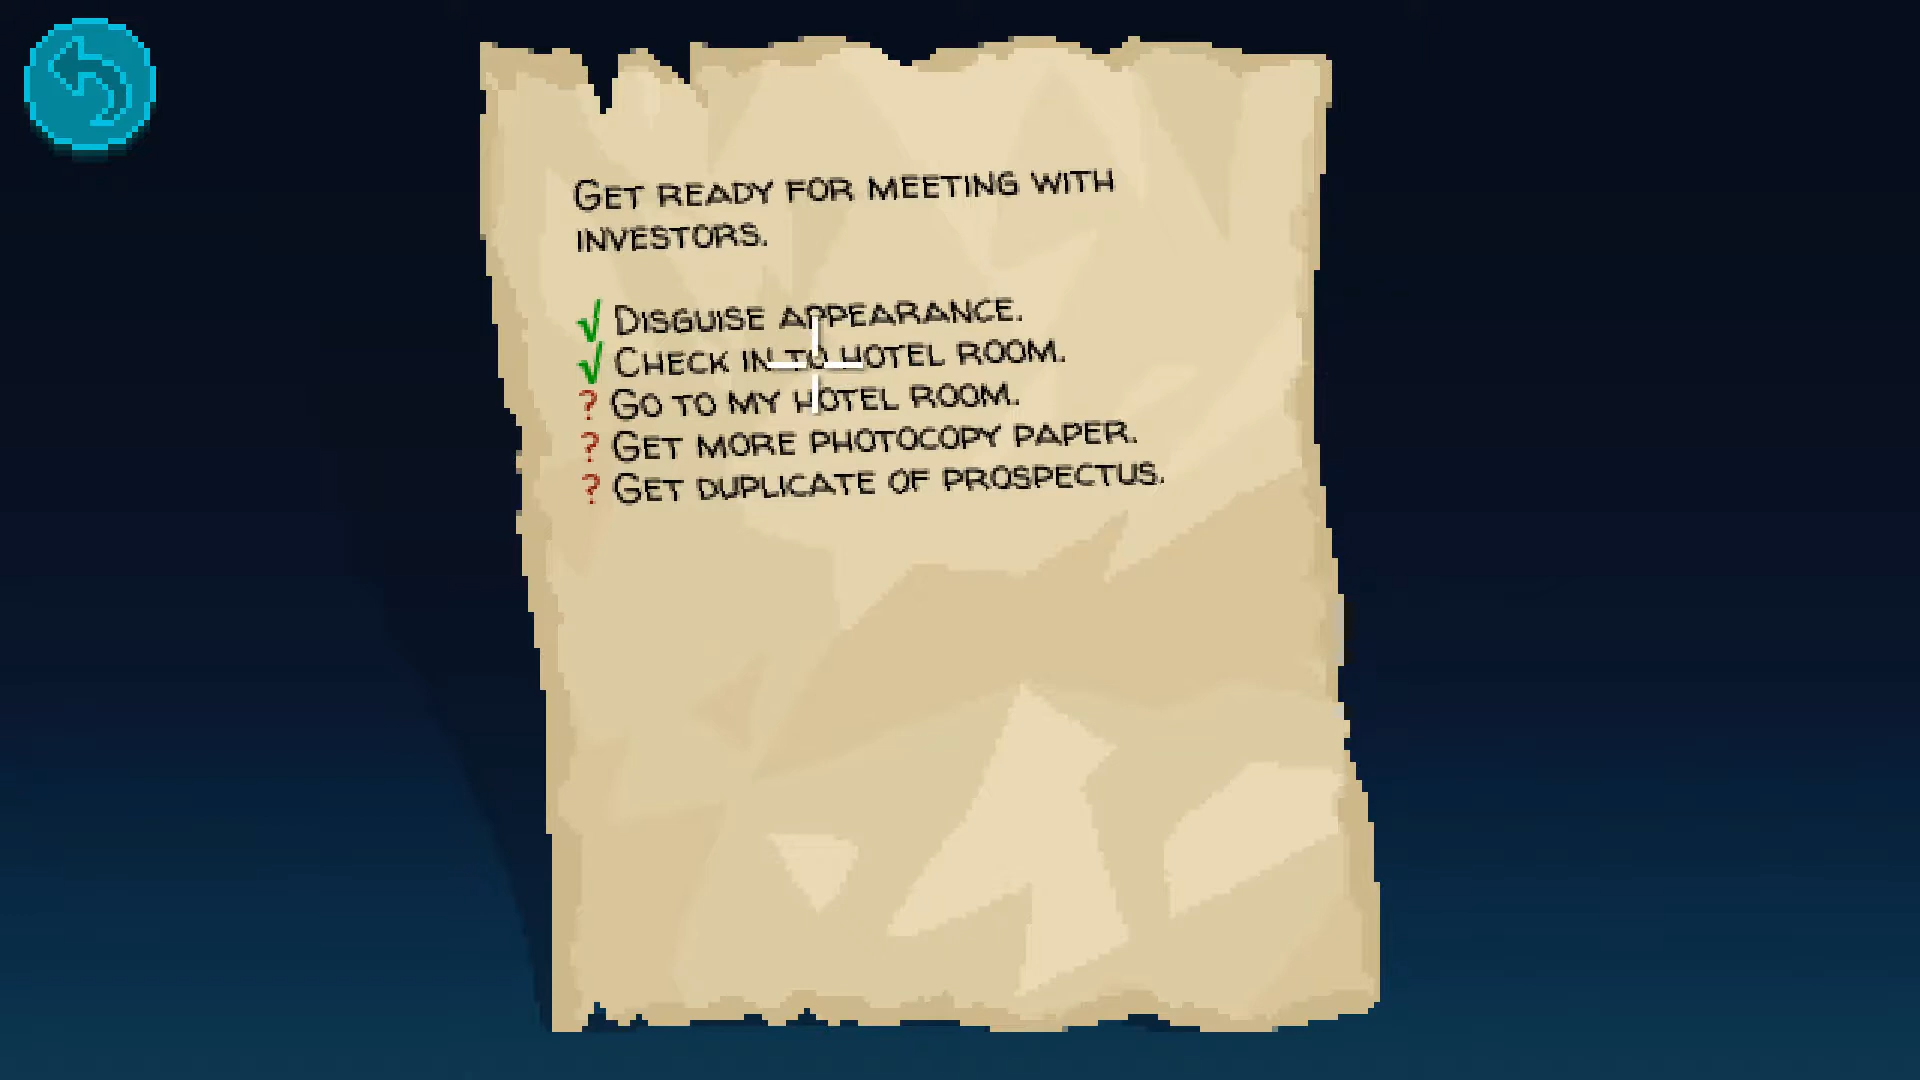 Get ready for meeting with
investors.
√ Disguise appearance.
√ Check in to hotel room.
? Go to my hotel room.
? Get more photocopy paper.
? Get duplicate of prospectus.